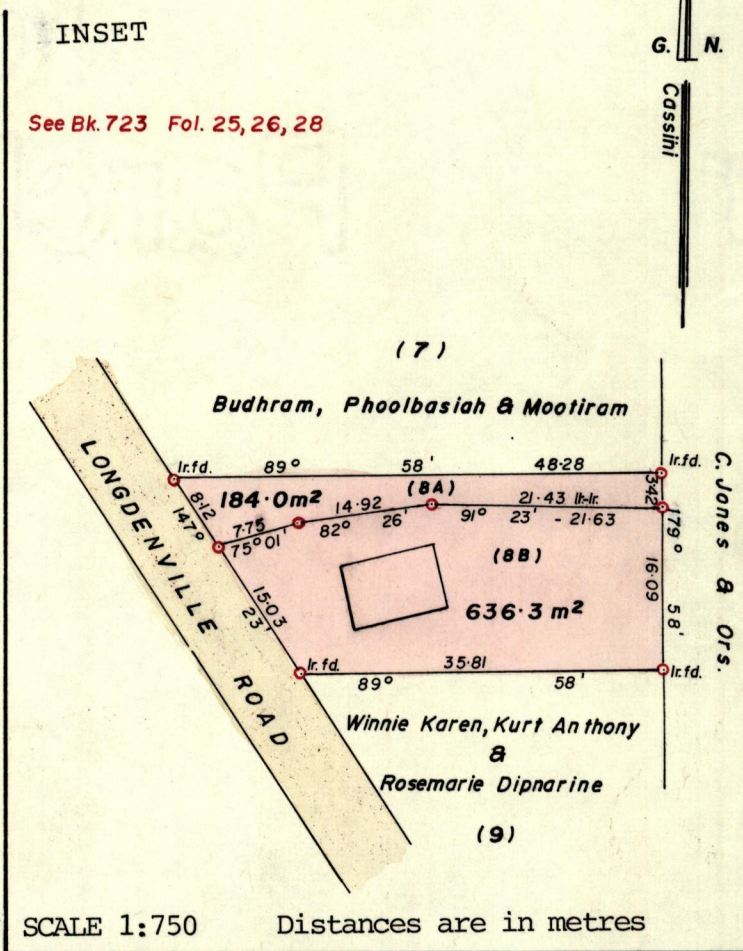 INSET
G. N.
Cassini
See Bk. 723 Fol. 25, 26, 28
(7)
Budhram, Phoolbasiah & Mootiram
Ir.fd. 89° 58' 48·28 Ir.fd.
8·12
147°
184·0m²
(8A)
3·42
7·75
75° 01'
14·92
82° 26'
21·43 Ir.-Ir.
91° 23' - 21·63
179°
(8B)
636·3 m²
16·09
58'
15·03
23'
Ir.fd. 35·81 Ir.fd.
89° 58'
C. Jones & Ors.
LONGDENVILLE ROAD
Winnie Karen, Kurt Anthony
&
Rosemarie Dipnarine
(9)
SCALE 1:750 Distances are in metres